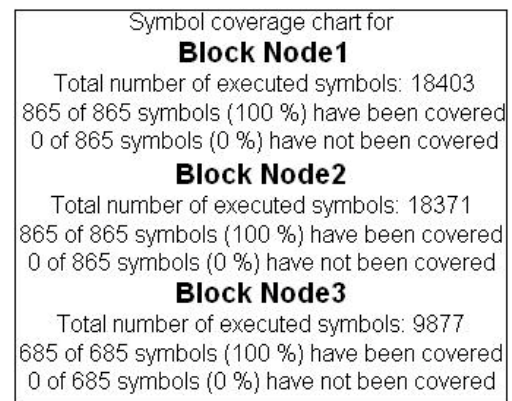 Symbol coverage chart for
Block Node1
Total number of executed symbols: 18403
865 of 865 symbols (100 %) have been covered
0 of 865 symbols (0 %) have not been covered
Block Node2
Total number of executed symbols: 18371
865 of 865 symbols (100 %) have been covered
0 of 865 symbols (0 %) have not been covered
Block Node3
Total number of executed symbols: 9877
685 of 685 symbols (100 %) have been covered
0 of 685 symbols (0 %) have not been covered